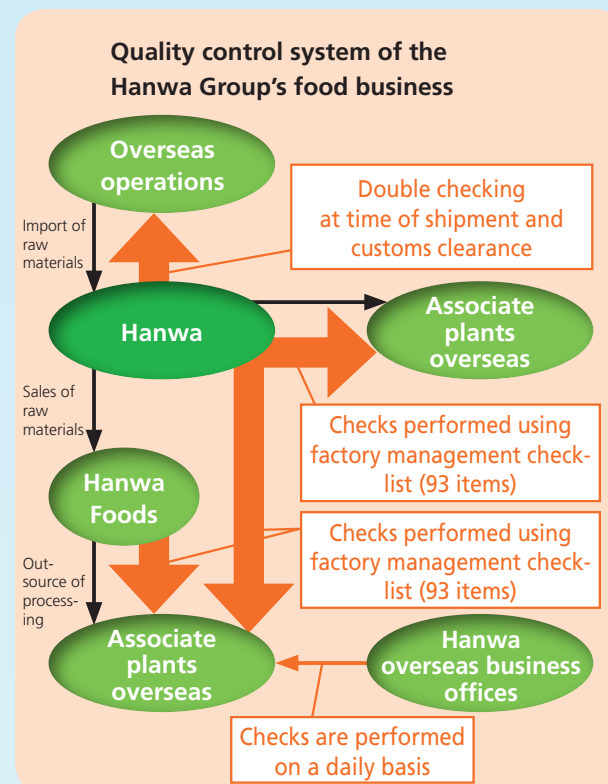 Quality control system of the
Hanwa Group’s food business
Overseas
operations
Double checking
at time of shipment and
customs clearance
Import of
raw
materials
Hanwa
Associate
plants
overseas
Sales of
raw
materials
Checks performed using
factory management check-
list (93 items)
Hanwa
Foods
Checks performed using
factory management check-
list (93 items)
Out-
source of
process-
ing
Associate
plants
overseas
Hanwa
overseas business
offices
Checks are performed
on a daily basis